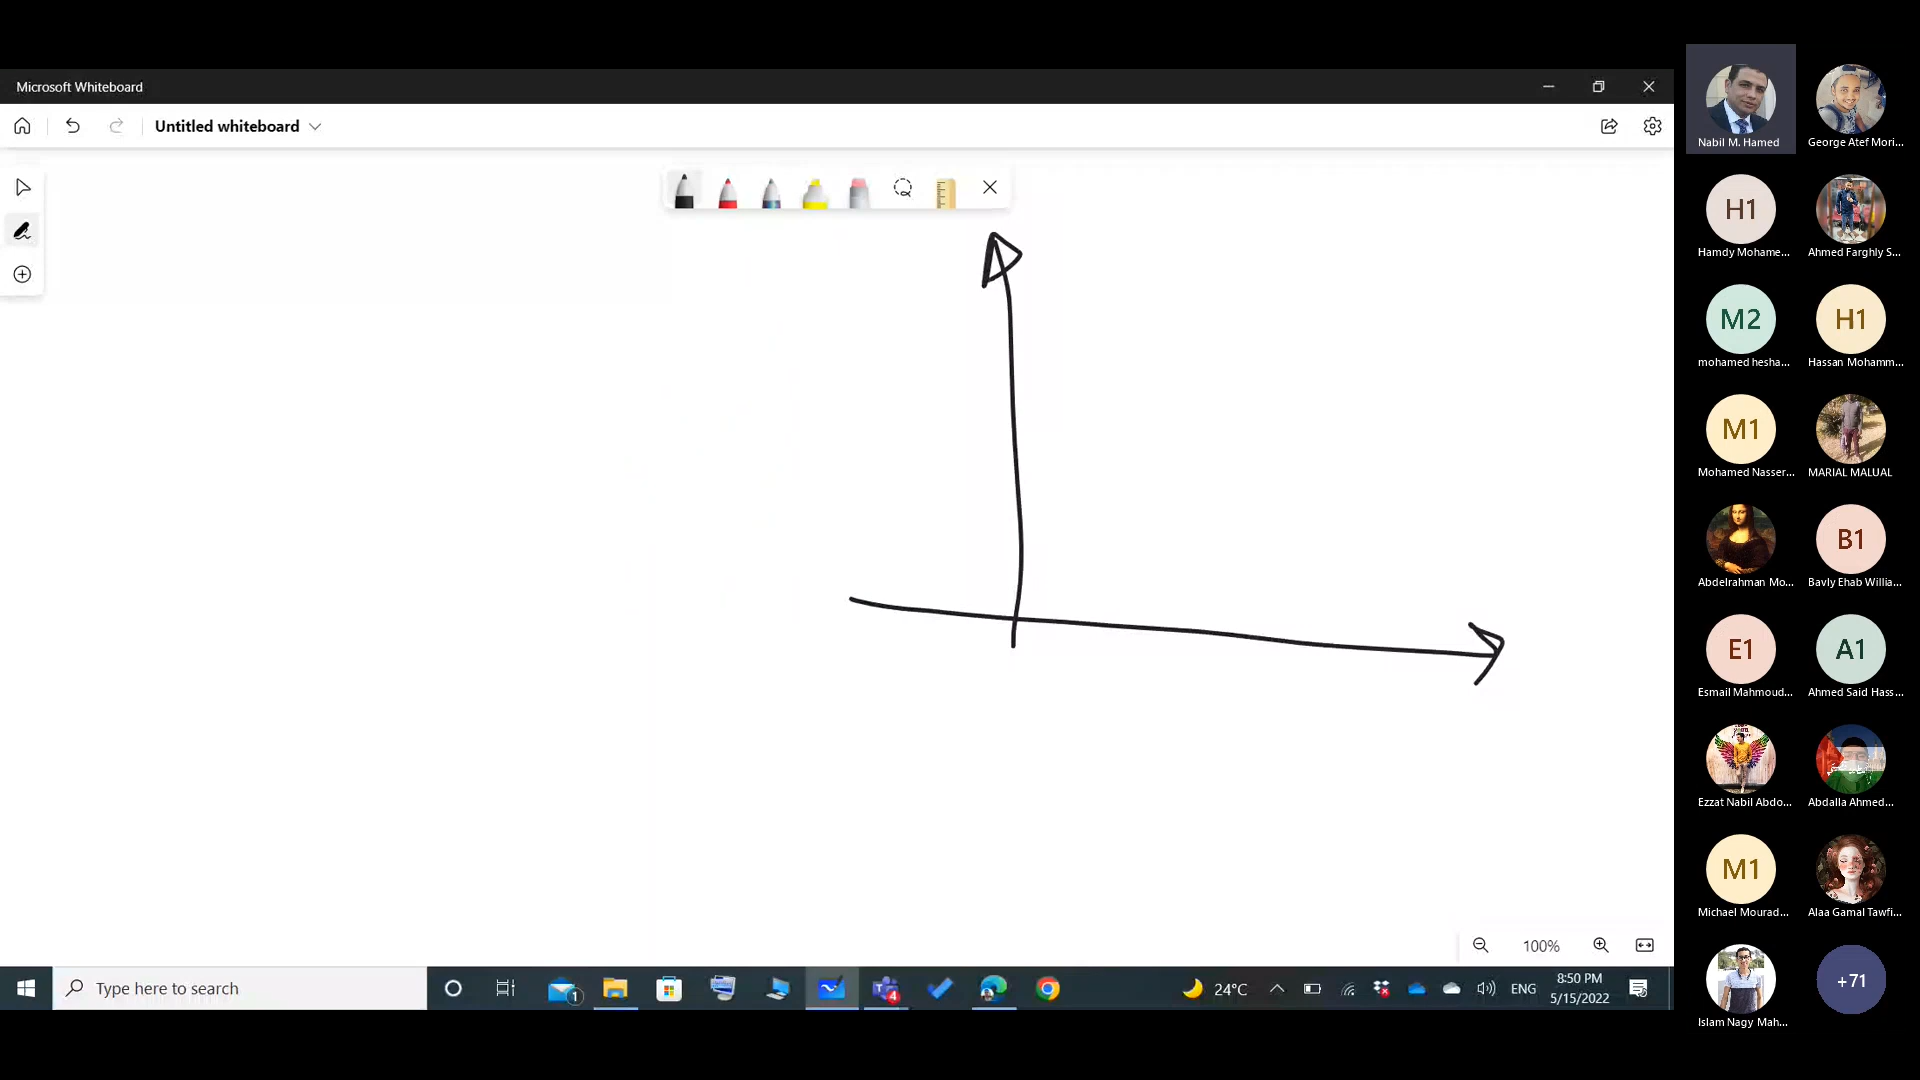 Microsoft Whiteboard
Untitled whiteboard
100%
Type here to search
1
4
24°C
ENG
8:50 PM
5/15/2022
Nabil M. Hamed
George Atef Mori...
H1
Hamdy Mohame...
Ahmed Farghly S...
M2
mohamed hesha...
H1
Hassan Mohamm...
M1
Mohamed Nasser...
MARIAL MALUAL
Abdelrahman Mo...
B1
Bavly Ehab Willia...
E1
Esmail Mahmoud...
A1
Ahmed Said Hass...
Ezzat Nabil Abdo...
Abdalla Ahmed...
M1
Michael Mourad...
Alaa Gamal Tawfi...
Islam Nagy Mah...
+71